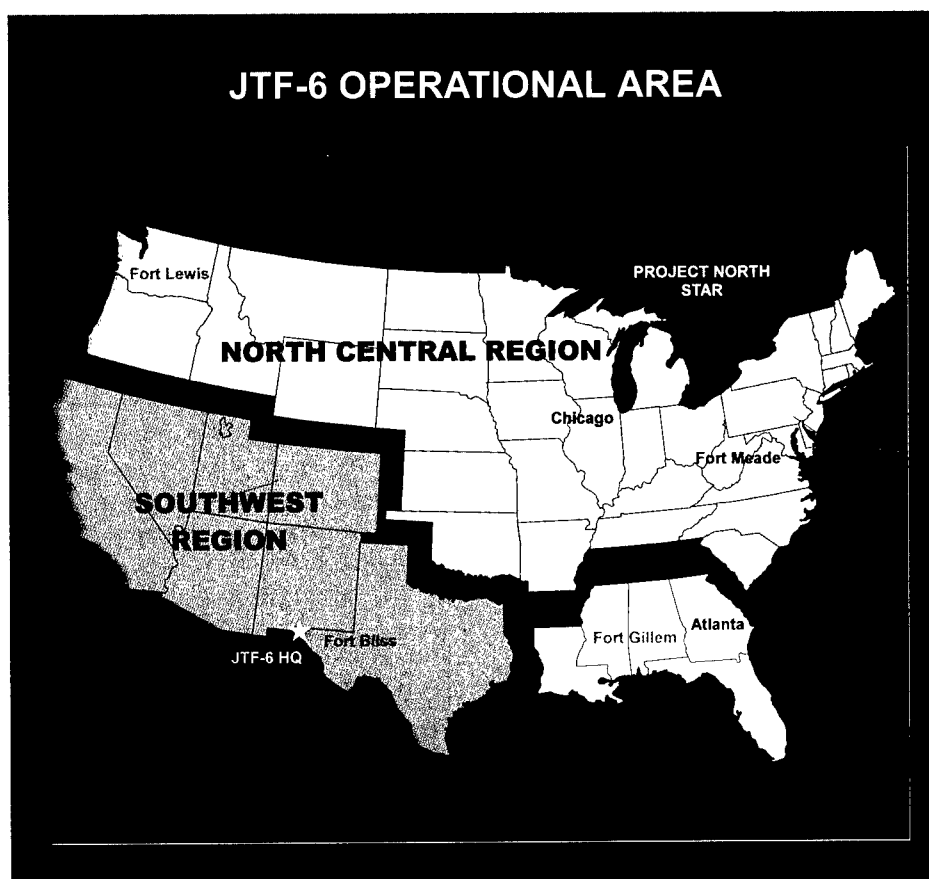 JTF-6 OPERATIONAL AREA
Fort Lewis
PROJECT NORTH
STAR
NORTH CENTRAL REGION
Chicago
Fort Meade
SOUTHWEST
REGION
Fort Bliss
JTF-6 HQ
Fort Gillem
Atlanta